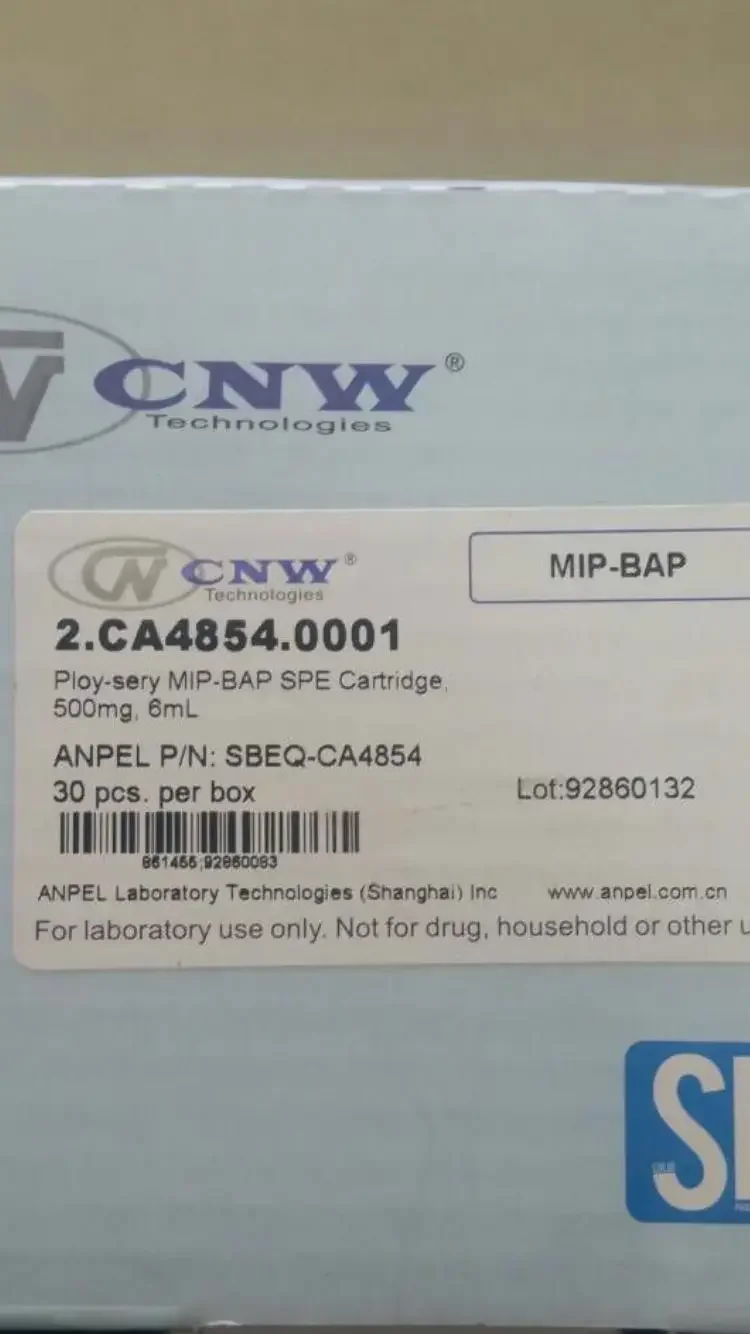 CNW®
Technologies
CNW®
Technologies
MIP-BAP
2.CA4854.0001
Ploy-sery MIP-BAP SPE Cartridge,
500mg, 6mL
ANPEL P/N: SBEQ-CA4854
30 pcs. per box
Lot:92860132
861455;92860083
ANPEL Laboratory Technologies (Shanghai) Inc
www.anpel.com.cn
For laboratory use only. Not for drug, household or other